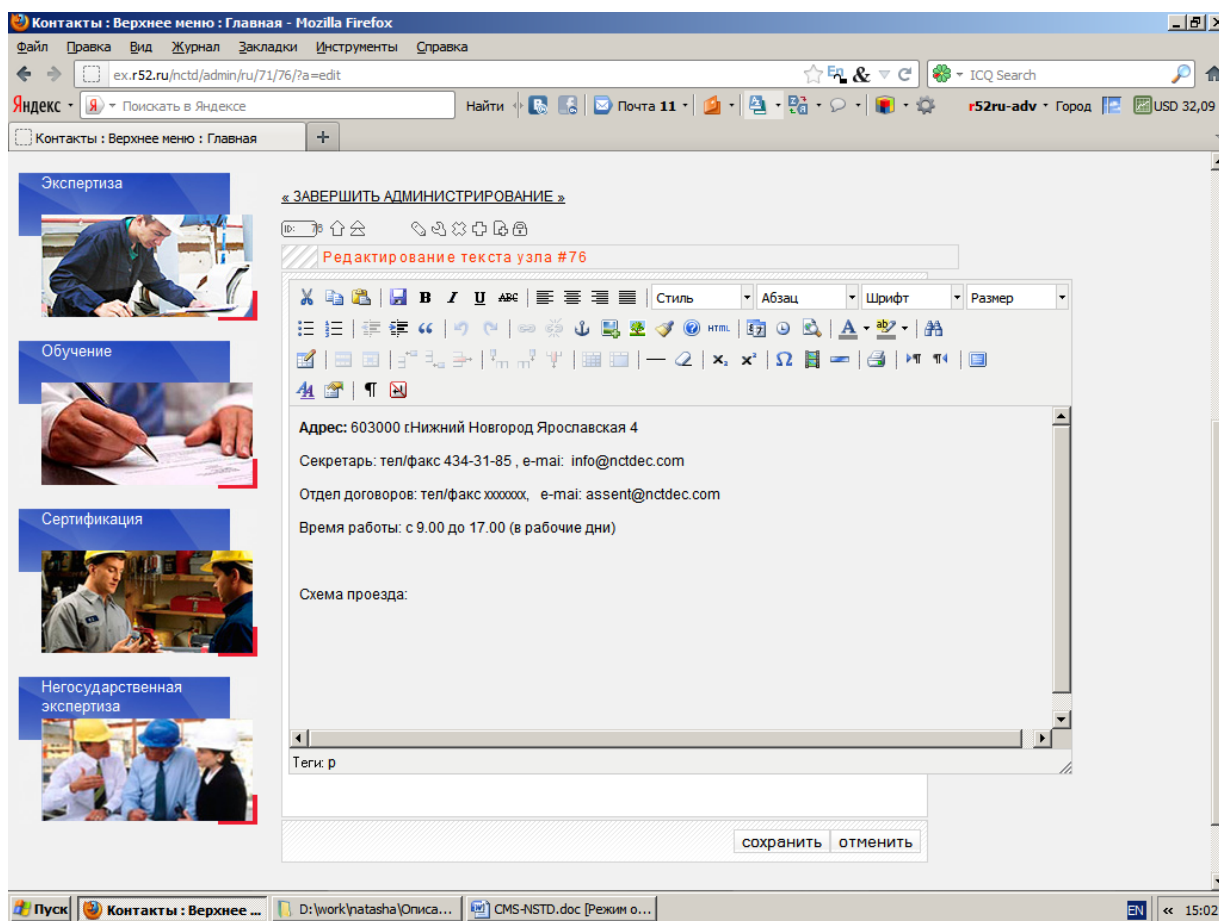 Контакты : Верхнее меню : Главная - Mozilla Firefox
Файл Правка Вид Журнал Закладки Инструменты Справка
ex.r52.ru/nctd/admin/ru/71/76/?a=edit
ICQ Search
Яндекс Поискать в Яндексе Найти Почта 11 r52ru-adv Город USD 32,09
Контакты : Верхнее меню : Главная
Экспертиза
Обучение
Сертификация
Негосударственная
экспертиза
« ЗАВЕРШИТЬ АДМИНИСТРИРОВАНИЕ »
ID: 76
Редактирование текста узла #76
B I U ABC Стиль Абзац Шрифт Размер
HTML
Адрес: 603000 г.Нижний Новгород Ярославская 4
Секретарь: тел/факс 434-31-85 , e-mai: info@nctdec.com
Отдел договоров: тел/факс xxxxxxx, e-mai: assent@nctdec.com
Время работы: с 9.00 до 17.00 (в рабочие дни)
Схема проезда:
Теги: p
сохранить отменить
Пуск Контакты : Верхнее ... D:\work\natasha\Описа... CMS-NSTD.doc [Режим о... EN « 15:02